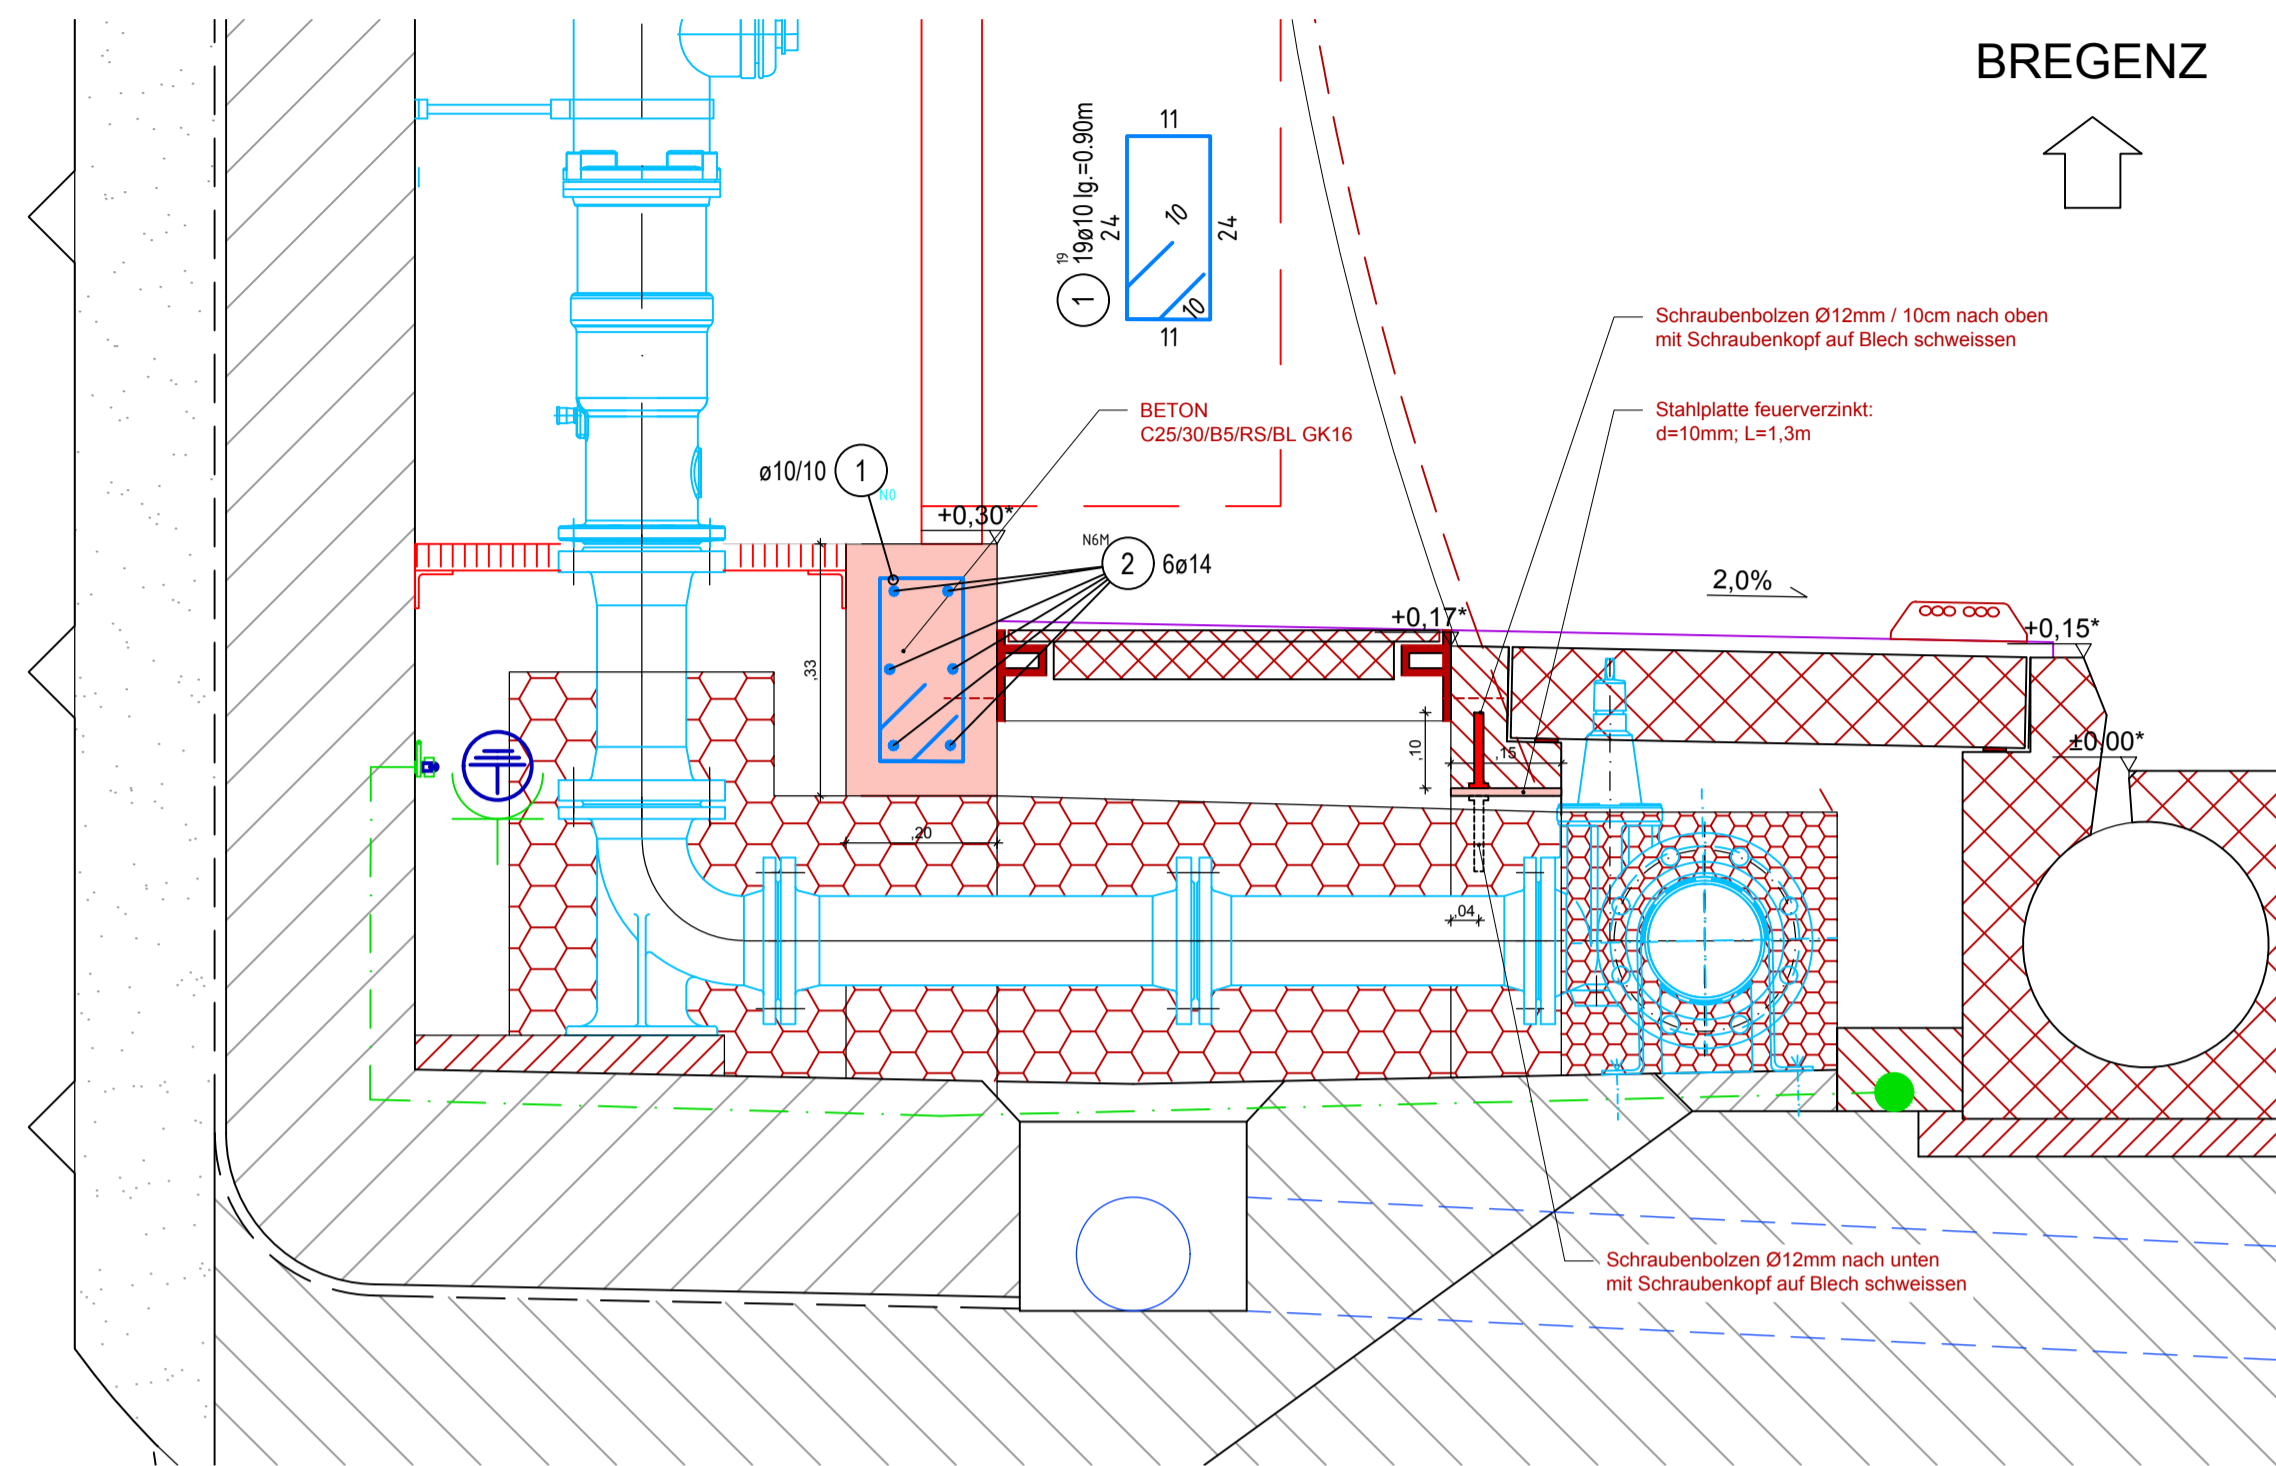 BREGENZ
11
19
19ø10 lg.=0.90m
24
10
24
1
10
11
Schraubenbolzen Ø12mm / 10cm nach oben
mit Schraubenkopf auf Blech schweissen
BETON
C25/30/B5/RS/BL GK16
Stahlplatte feuerverzinkt:
d=10mm; L=1,3m
ø10/10
1
N0
+0,30*
N6M
2
6ø14
2,0%
+0,17*
+0,15*
,33
,10
,15
±0,00*
,20
,04
Schraubenbolzen Ø12mm nach unten
mit Schraubenkopf auf Blech schweissen